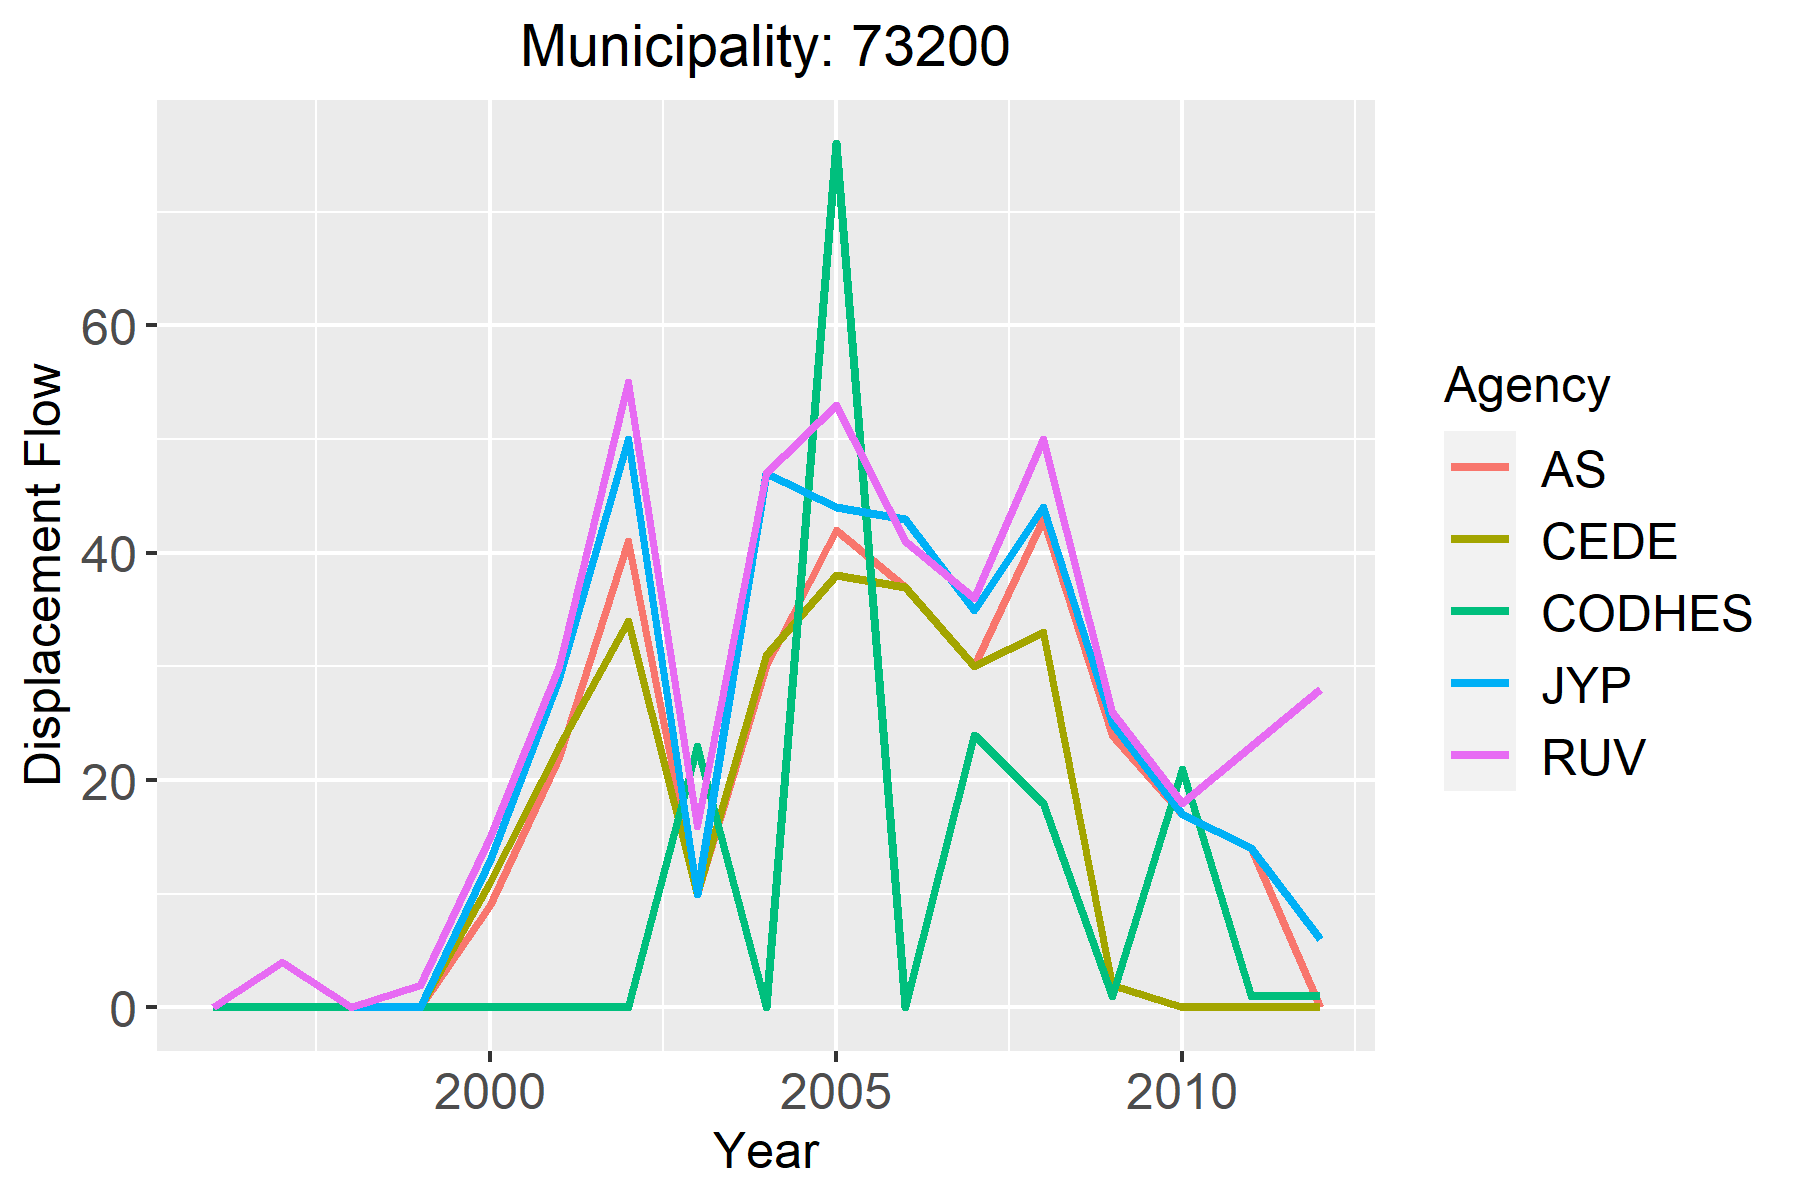 Municipality: 73200
Displacement Flow
60
40
20
0
2000 2005 2010
Year
Agency
AS
CEDE
CODHES
JYP
RUV